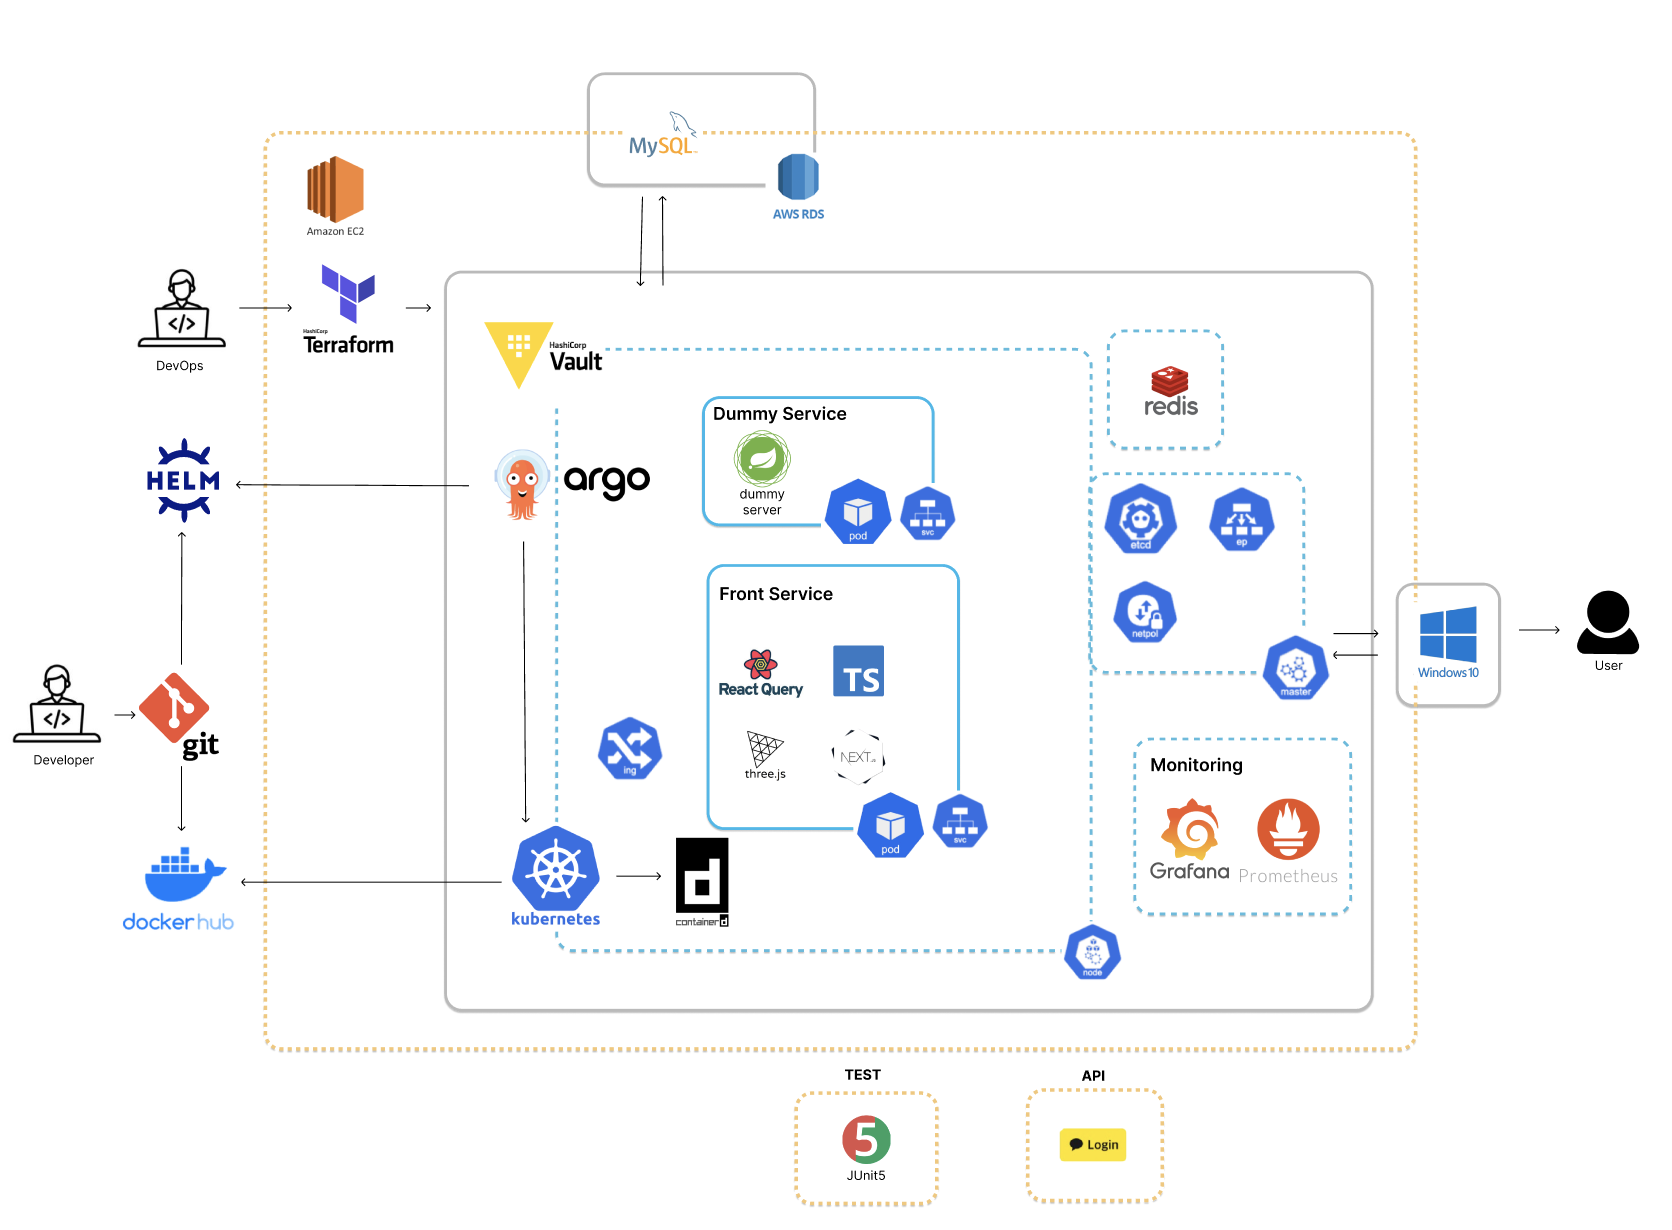 MySQL
AWS RDS
Amazon EC2
HashiCorp
Terraform
DevOps
HashiCorp
Vault
redis
Dummy Service
dummy
server
pod
svc
HELM
argo
etcd
ep
netpol
master
Front Service
React Query
TS
three.js
NEXT.JS
pod
svc
ing
Windows 10
User
git
Developer
Monitoring
Grafana
Prometheus
kubernetes
d
containerd
docker hub
node
TEST
5
JUnit5
API
Login